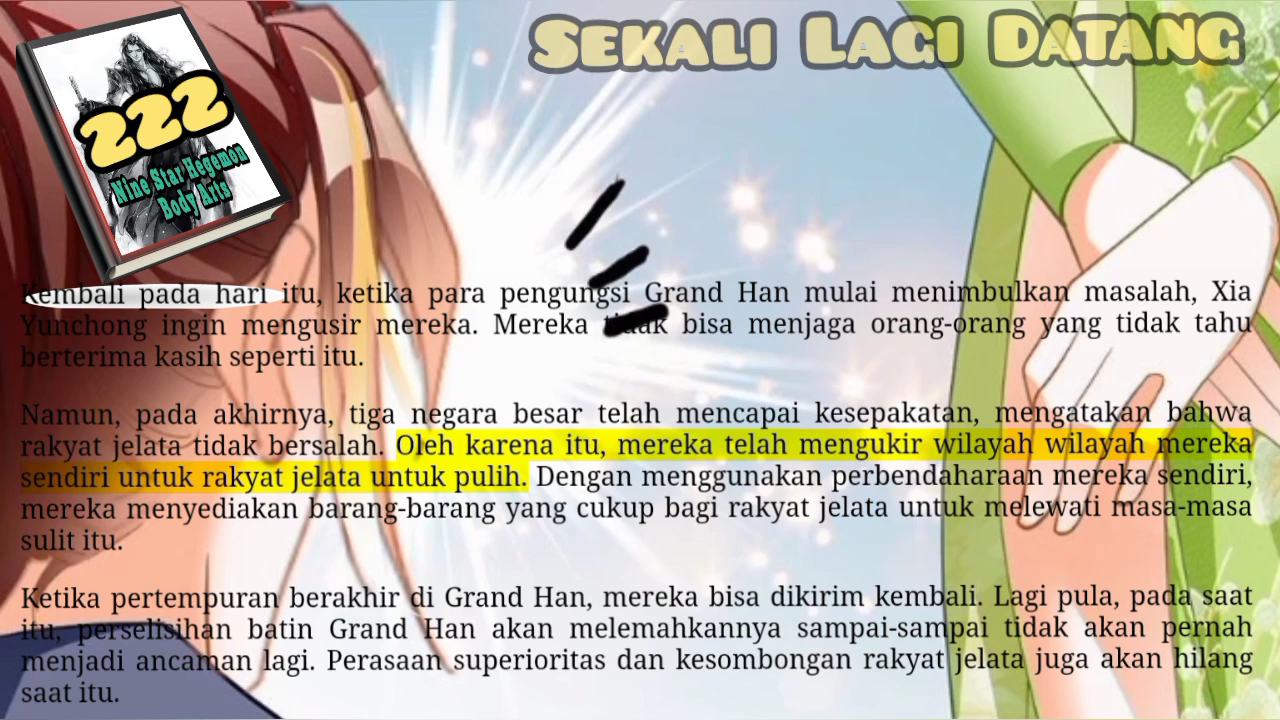 SEKALI LAGI DATANG
222
Nine Star Hegemon
Body Arts
Kembali pada hari itu, ketika para pengungsi Grand Han mulai menimbulkan masalah, Xia
Yunchong ingin mengusir mereka. Mereka tidak bisa menjaga orang-orang yang tidak tahu
berterima kasih seperti itu.
Namun, pada akhirnya, tiga negara besar telah mencapai kesepakatan, mengatakan bahwa
rakyat jelata tidak bersalah. Oleh karena itu, mereka telah mengukir wilayah wilayah mereka
sendiri untuk rakyat jelata untuk pulih. Dengan menggunakan perbendaharaan mereka sendiri,
mereka menyediakan barang-barang yang cukup bagi rakyat jelata untuk melewati masa-masa
sulit itu.
Ketika pertempuran berakhir di Grand Han, mereka bisa dikirim kembali. Lagi pula, pada saat
itu, perselisihan batin Grand Han akan melemahkannya sampai-sampai tidak akan pernah
menjadi ancaman lagi. Perasaan superioritas dan kesombongan rakyat jelata juga akan hilang
saat itu.